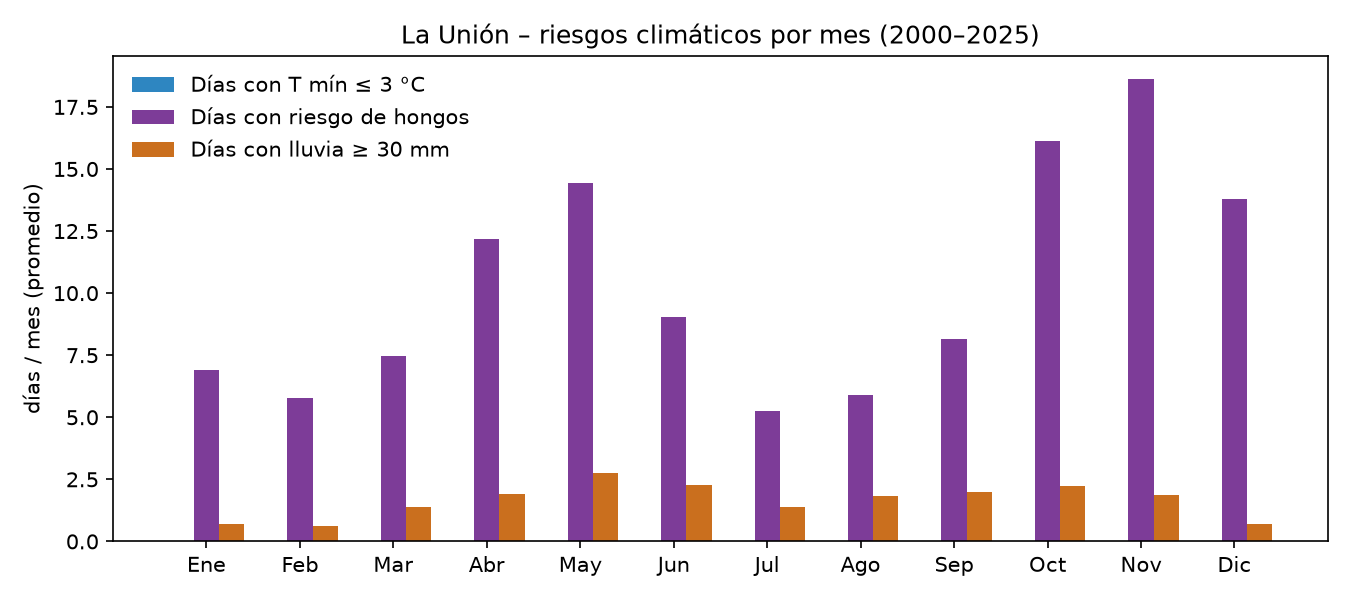 La Unión – riesgos climáticos por mes (2000–2025)
Días con T mín ≤ 3 °C
Días con riesgo de hongos
Días con lluvia ≥ 30 mm
días / mes (promedio)
17.5
15.0
12.5
10.0
7.5
5.0
2.5
0.0
Ene Feb Mar Abr May Jun Jul Ago Sep Oct Nov Dic